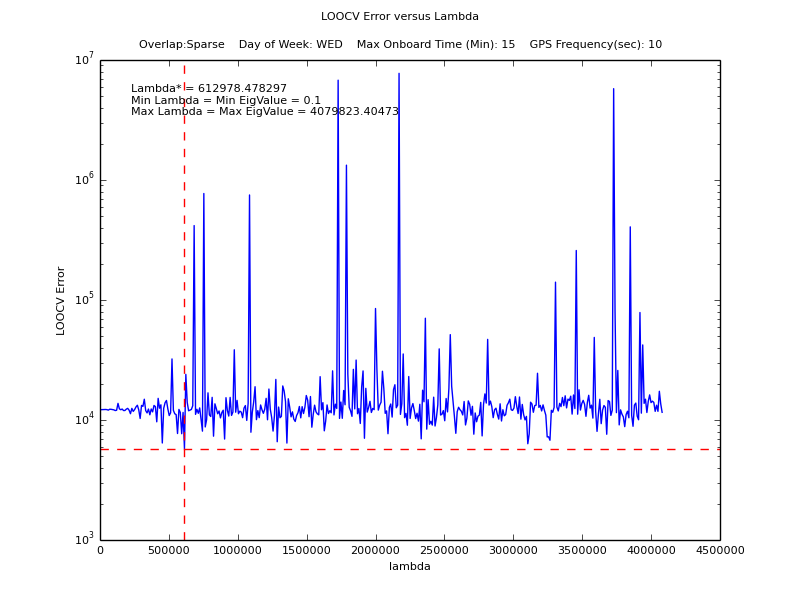 LOOCV Error versus Lambda
Overlap:Sparse    Day of Week: WED    Max Onboard Time (Min): 15    GPS Frequency(sec): 10
Lambda* = 612978.478297
Min Lambda = Min EigValue = 0.1
Max Lambda = Max EigValue = 4079823.40473
LOOCV Error
10^7
10^6
10^5
10^4
10^3
0 500000 1000000 1500000 2000000 2500000 3000000 3500000 4000000 4500000
lambda